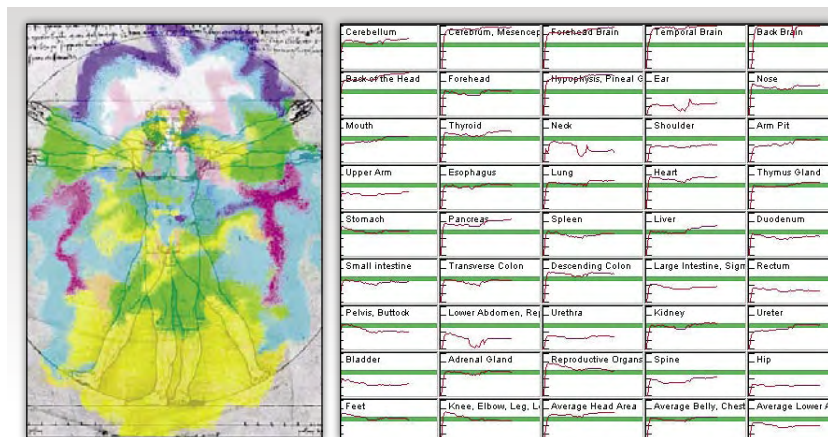 Cerebellum
Cerebrum, Mesencep
Forehead Brain
Temporal Brain
Back Brain
Back of the Head
Forehead
Hypophysis, Pineal G
Ear
Nose
Mouth
Thyroid
Neck
Shoulder
Arm Pit
Upper Arm
Esophagus
Lung
Heart
Thymus Gland
Stomach
Pancreas
Spleen
Liver
Duodenum
Small intestine
Transverse Colon
Descending Colon
Large Intestine, Sigm
Rectum
Pelvris, Buttock
Lower Abdomen, Rep
Urethra
Kidney
Ureter
Bladder
Adrenal Gland
Reproductive Organs
Spine
Hip
Feet
Knee, Elbow, Leg, L
Average Head Area
Average Belly, Chest
Average Lower A